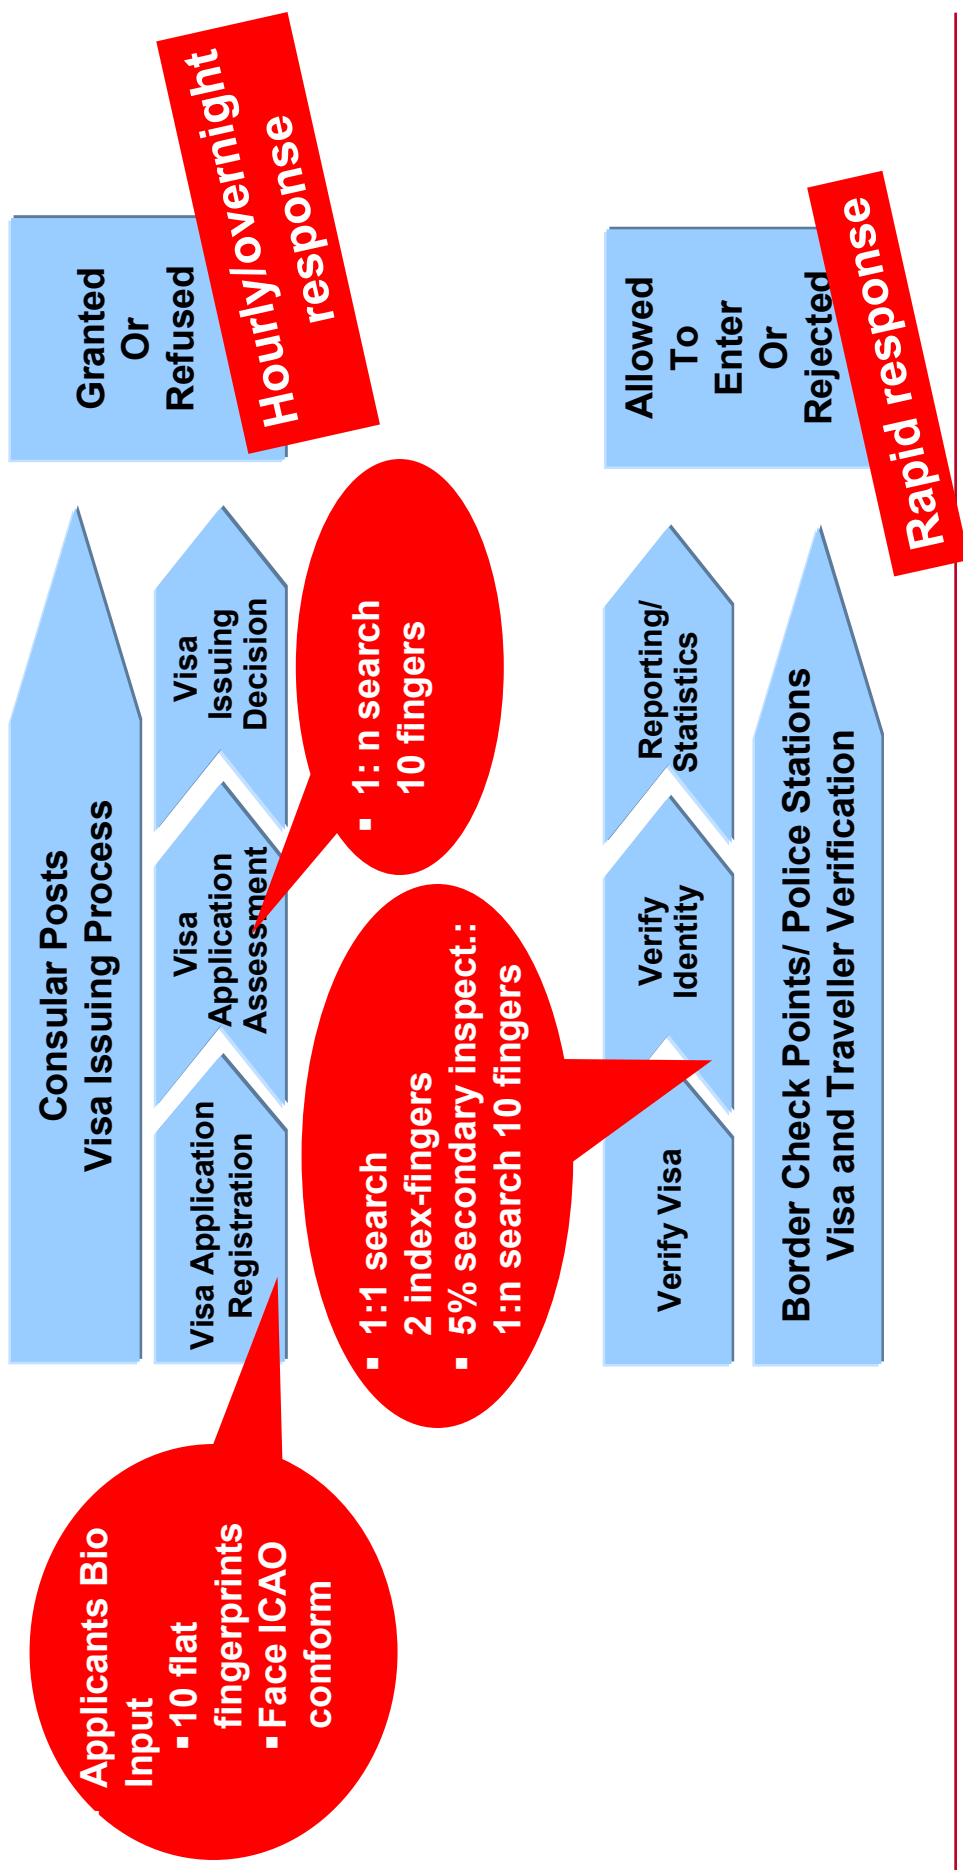 Consular Posts
Visa Issuing Process
Granted
Or
Refused
Hourly/overnight
response
Visa Application
Registration
Visa
Application
Assessment
Visa
Issuing
Decision
Applicants Bio
Input
▪ 10 flat
fingerprints
▪ Face ICAO
conform
▪ 1: n search
10 fingers
▪ 1:1 search
2 index-fingers
▪ 5% secondary inspect.:
1:n search 10 fingers
Verify Visa
Verify
Identity
Reporting/
Statistics
Allowed
To
Enter
Or
Rejected
Rapid response
Border Check Points/ Police Stations
Visa and Traveller Verification